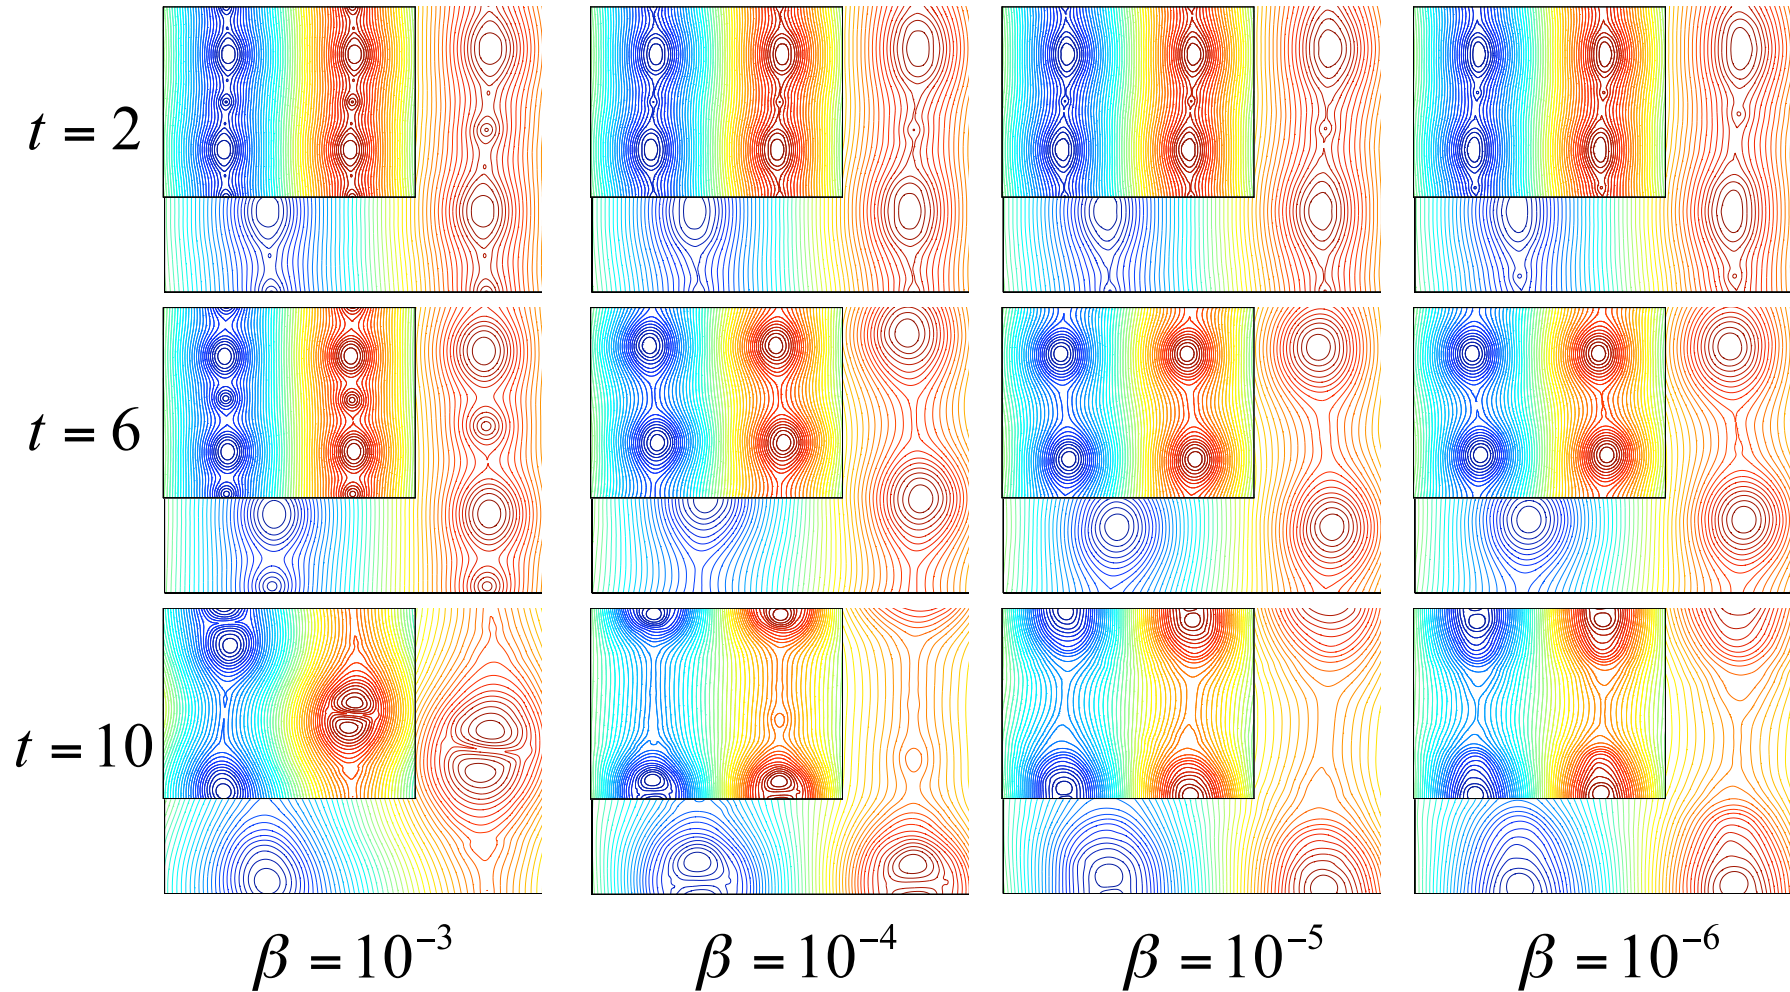 t = 2
t = 6
t = 10
β = 10⁻³
β = 10⁻⁴
β = 10⁻⁵
β = 10⁻⁶